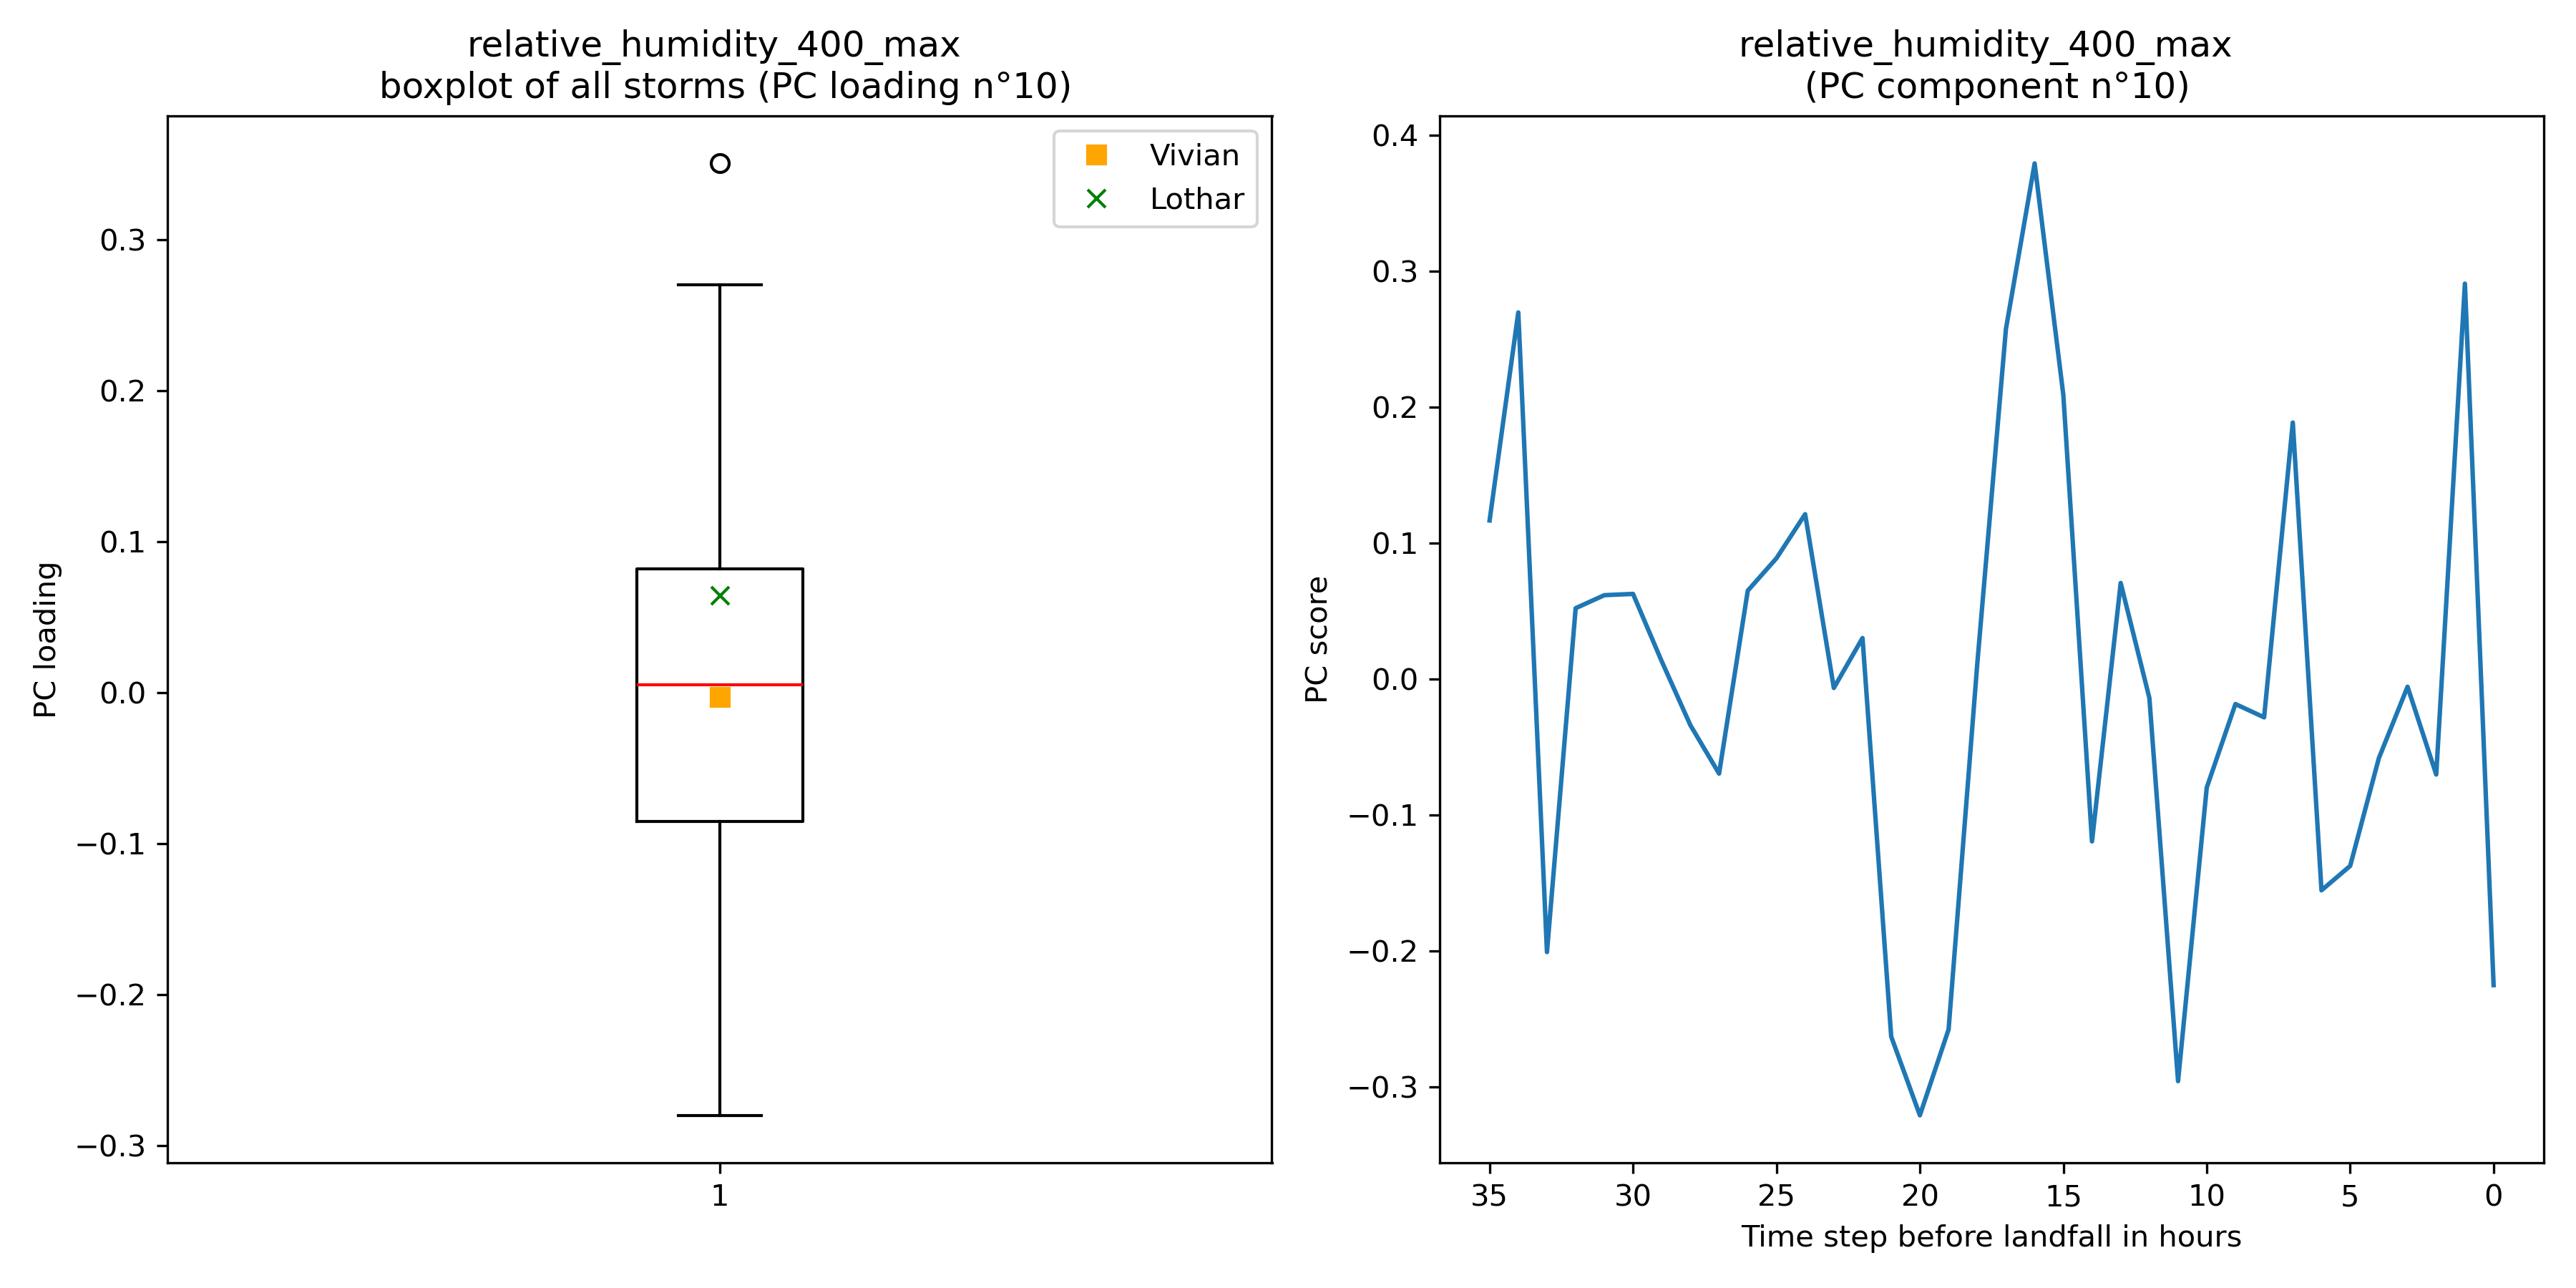 relative_humidity_400_max
boxplot of all storms (PC loading n°10)
Vivian
Lothar
0.3
0.2
0.1
0.0
−0.1
−0.2
−0.3
PC loading
1
relative_humidity_400_max
(PC component n°10)
0.4
0.3
0.2
0.1
0.0
−0.1
−0.2
−0.3
PC score
35 30 25 20 15 10 5 0
Time step before landfall in hours